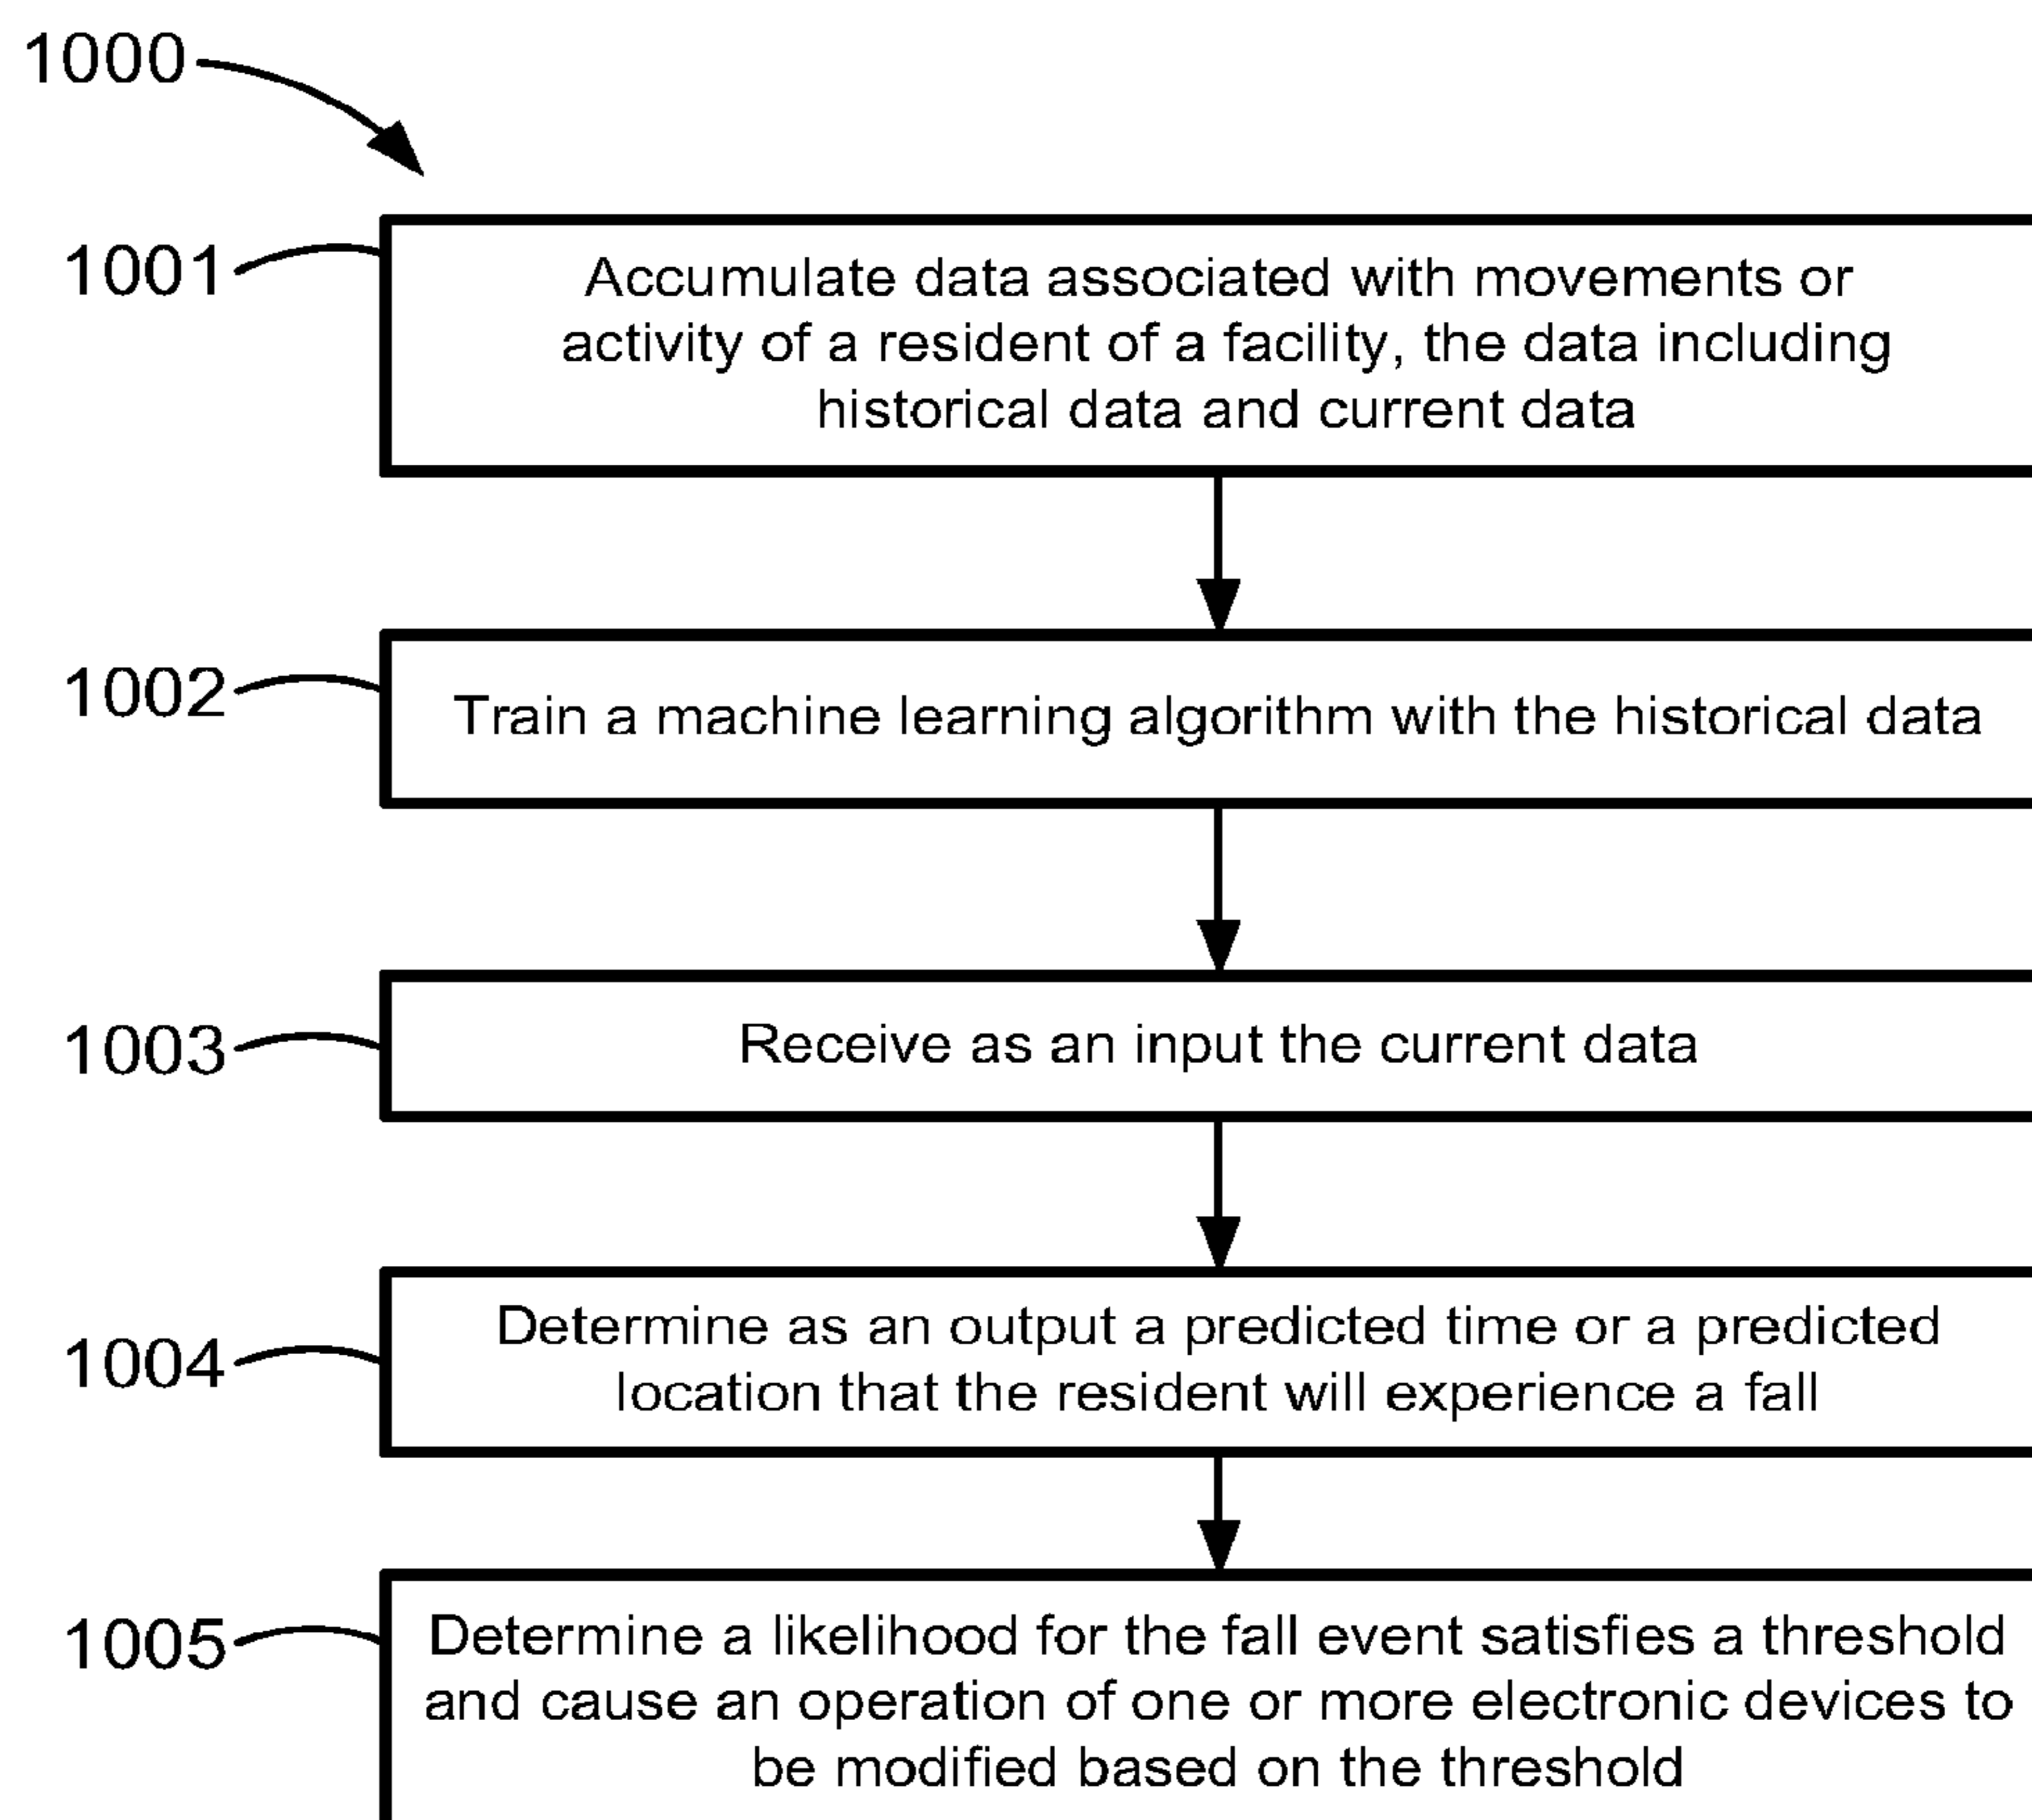 1000
1001
Accumulate data associated with movements or
activity of a resident of a facility, the data including
historical data and current data
1002
Train a machine learning algorithm with the historical data
1003
Receive as an input the current data
1004
Determine as an output a predicted time or a predicted
location that the resident will experience a fall
1005
Determine a likelihood for the fall event satisfies a threshold
and cause an operation of one or more electronic devices to
be modified based on the threshold